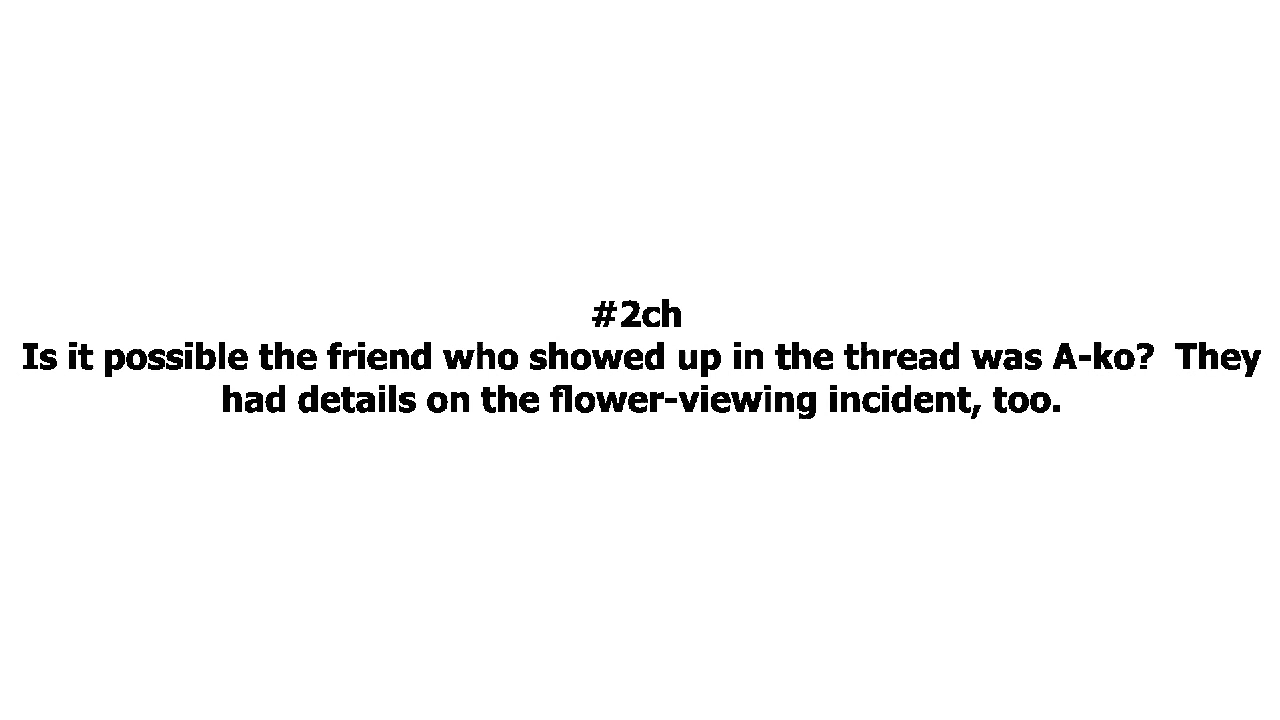 #2ch
Is it possible the friend who showed up in the thread was A-ko?  They
had details on the flower-viewing incident, too.